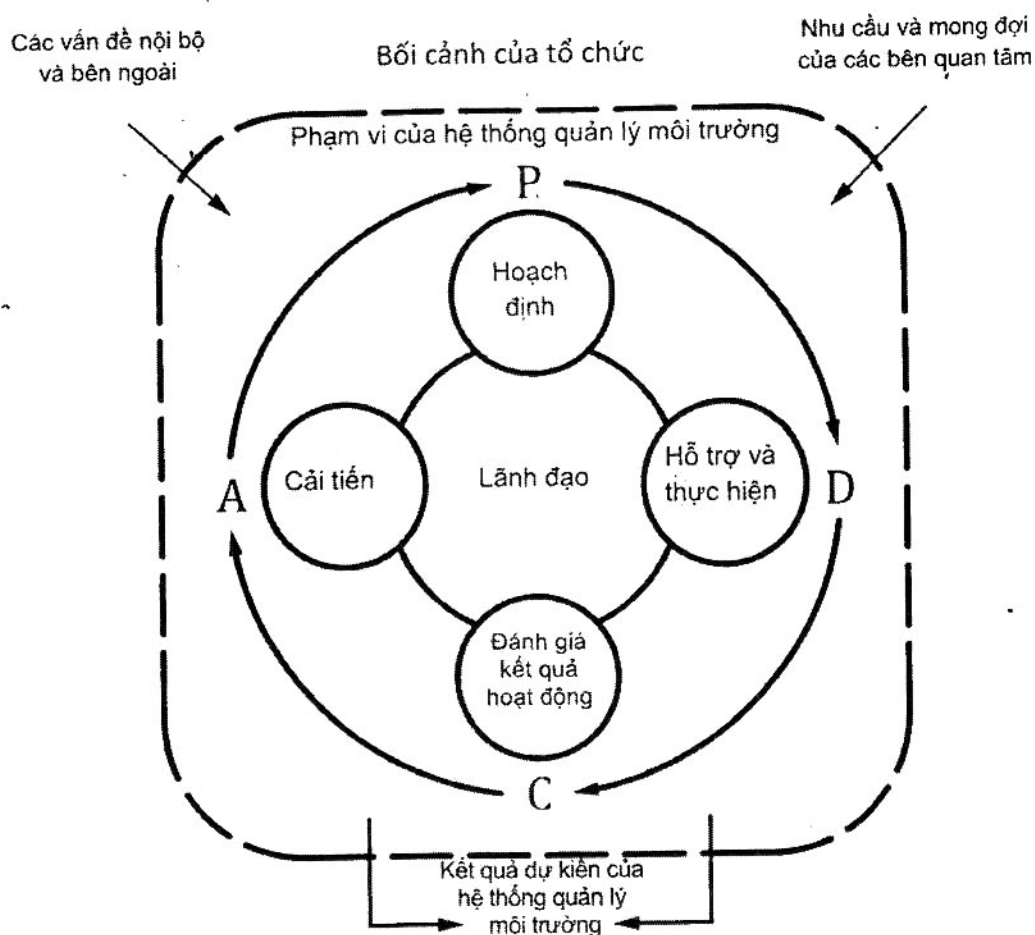 Các vấn đề nội bộ
và bên ngoài
Bối cảnh của tổ chức
Nhu cầu và mong đợi
của các bên quan tâm
Phạm vi của hệ thống quản lý môi trường
P
Hoạch
định
A
Cải tiến
Lãnh đạo
Hỗ trợ và
thực hiện
D
Đánh giá
kết quả
hoạt động
C
Kết quả dự kiến của
hệ thống quản lý
môi trường